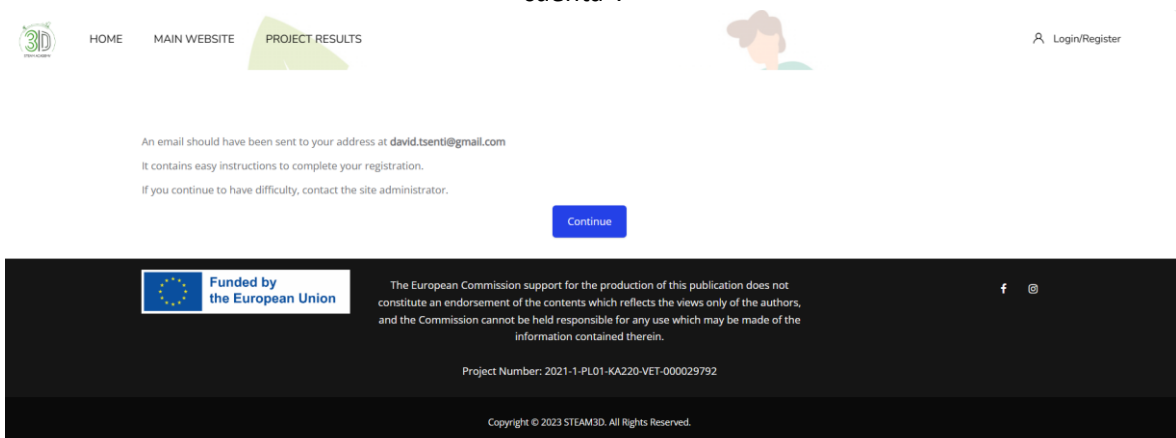 3D
HOME MAIN WEBSITE PROJECT RESULTS Login/Register
An email should have been sent to your address at david.tsenti@gmail.com
It contains easy instructions to complete your registration.
If you continue to have difficulty, contact the site administrator.
Continue
Funded by
the European Union
The European Commission support for the production of this publication does not
constitute an endorsement of the contents which reflects the views only of the authors,
and the Commission cannot be held responsible for any use which may be made of the
information contained therein.
Project Number: 2021-1-PL01-KA220-VET-000029792
Copyright © 2023 STEAM3D. All Rights Reserved.